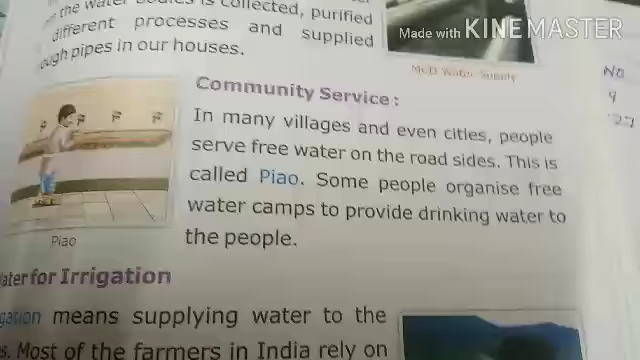 the water bodies is collected, purified
different processes and supplied
ough pipes in our houses.
Made with KINEMASTER
MCD Water Supply
No
9
Community Service:
In many villages and even cities, people
serve free water on the road sides. This is
called Piao. Some people organise free
water camps to provide drinking water to
the people.
Piao
ater for Irrigation
gation means supplying water to the
s. Most of the farmers in India rely on